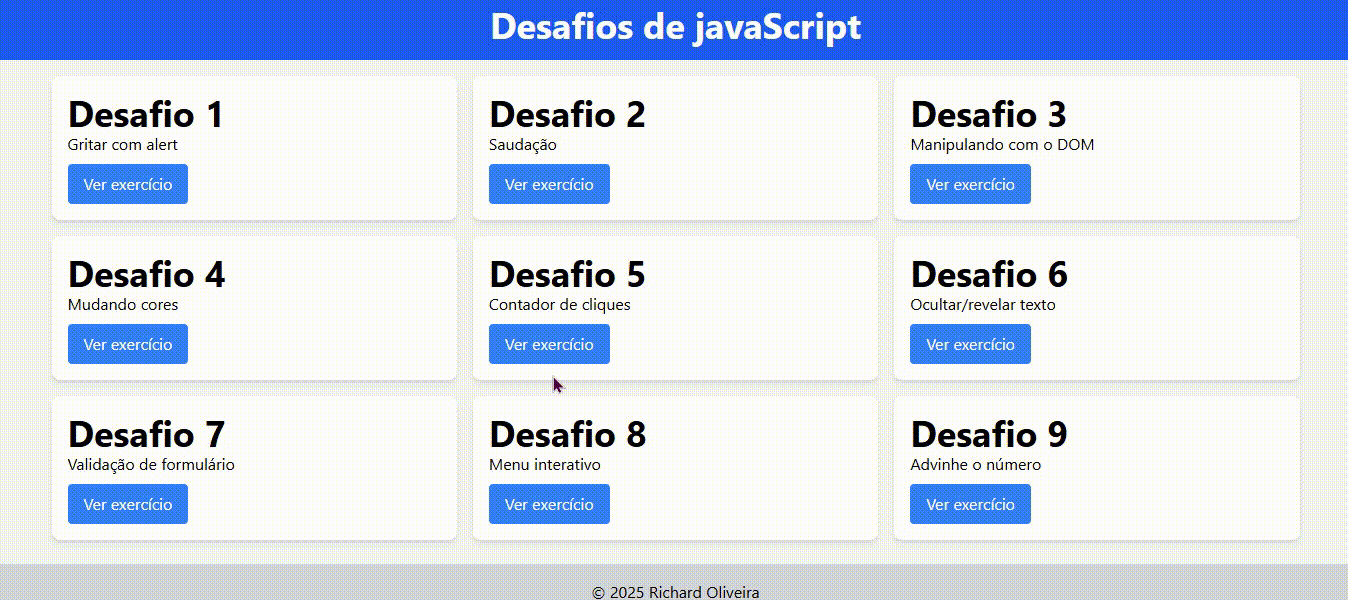 Desafios de javaScript
Desafio 1
Gritar com alert
Ver exercício
Desafio 2
Saudação
Ver exercício
Desafio 3
Manipulando com o DOM
Ver exercício
Desafio 4
Mudando cores
Ver exercício
Desafio 5
Contador de cliques
Ver exercício
Desafio 6
Ocultar/revelar texto
Ver exercício
Desafio 7
Validação de formulário
Ver exercício
Desafio 8
Menu interativo
Ver exercício
Desafio 9
Advinhe o número
Ver exercício
© 2025 Richard Oliveira